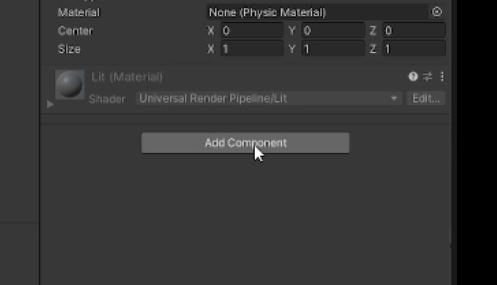 Material None (Physic Material)
Center X 0 Y 0 Z 0
Size X 1 Y 1 Z 1
Lit (Material)
Shader Universal Render Pipeline/Lit Edit...
Add Component